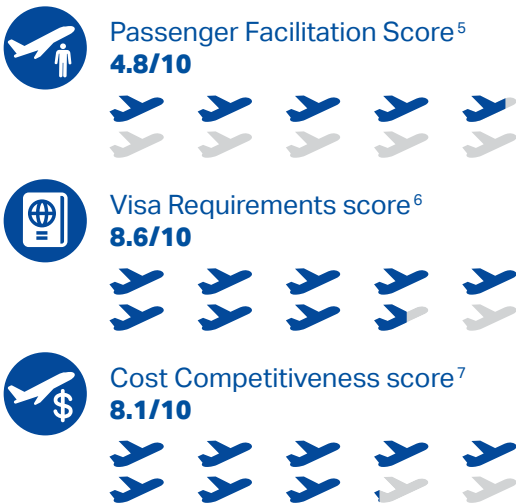 Passenger Facilitation Score⁵
4.8/10
Visa Requirements score⁶
8.6/10
$
Cost Competitiveness score⁷
8.1/10